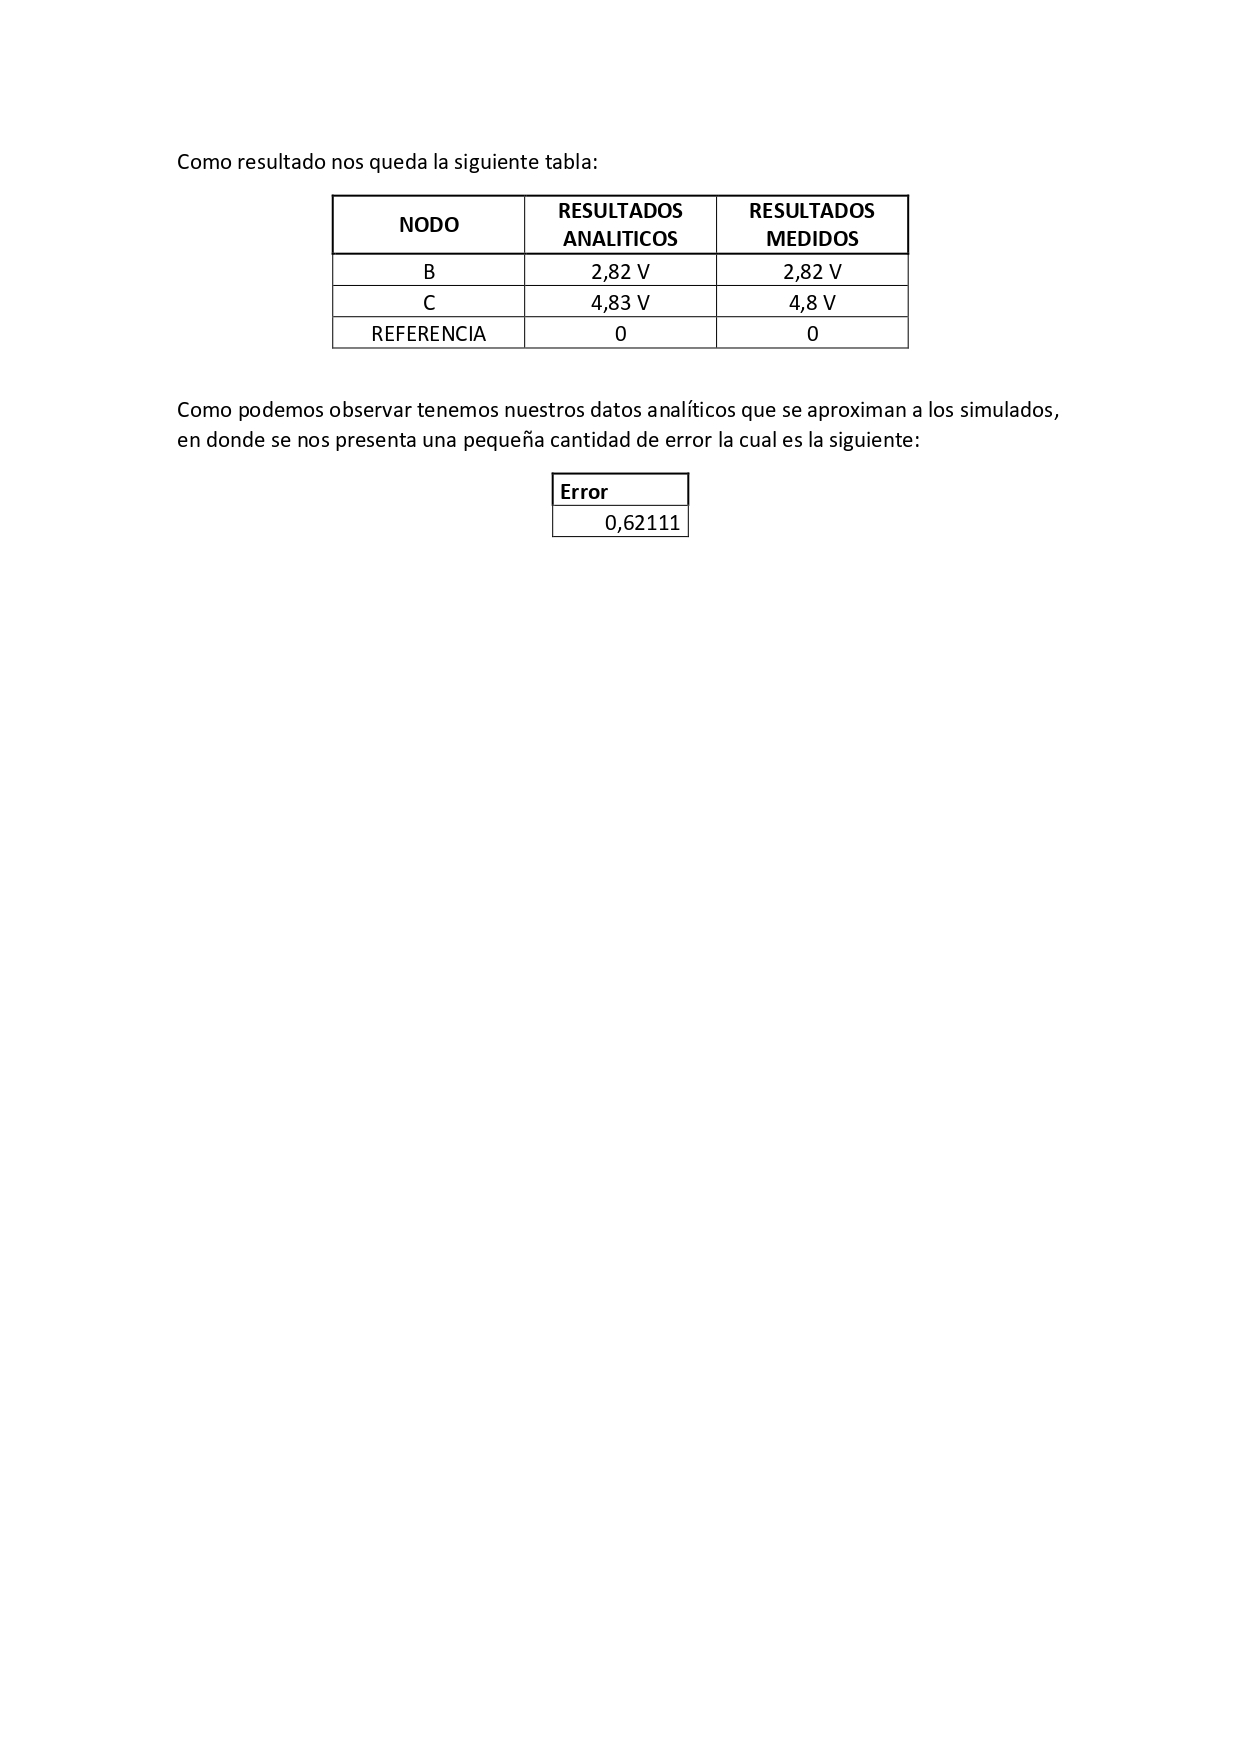 Como resultado nos queda la siguiente tabla:
NODO RESULTADOS ANALITICOS RESULTADOS MEDIDOS
B 2,82 V 2,82 V
C 4,83 V 4,8 V
REFERENCIA 0 0
Como podemos observar tenemos nuestros datos analíticos que se aproximan a los simulados,
en donde se nos presenta una pequeña cantidad de error la cual es la siguiente:
Error
0,62111